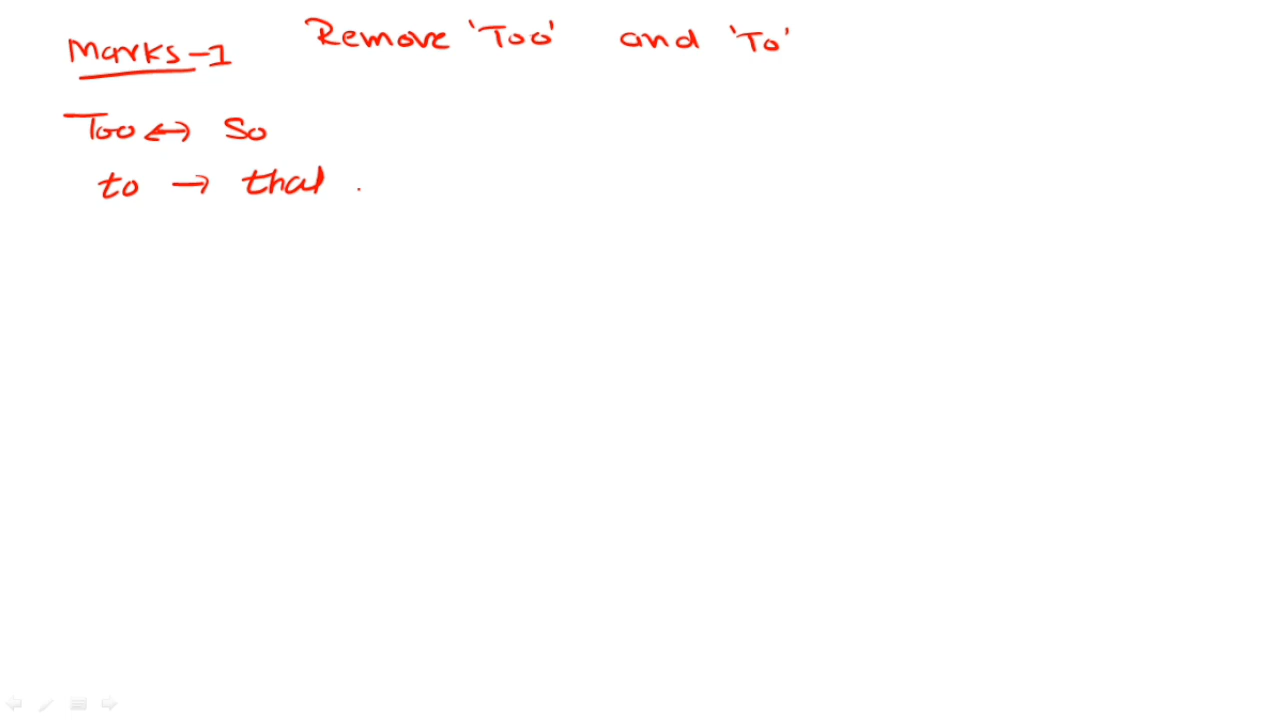 Marks-1 Remove 'Too' and 'To'
Too ↔ So
to → that .